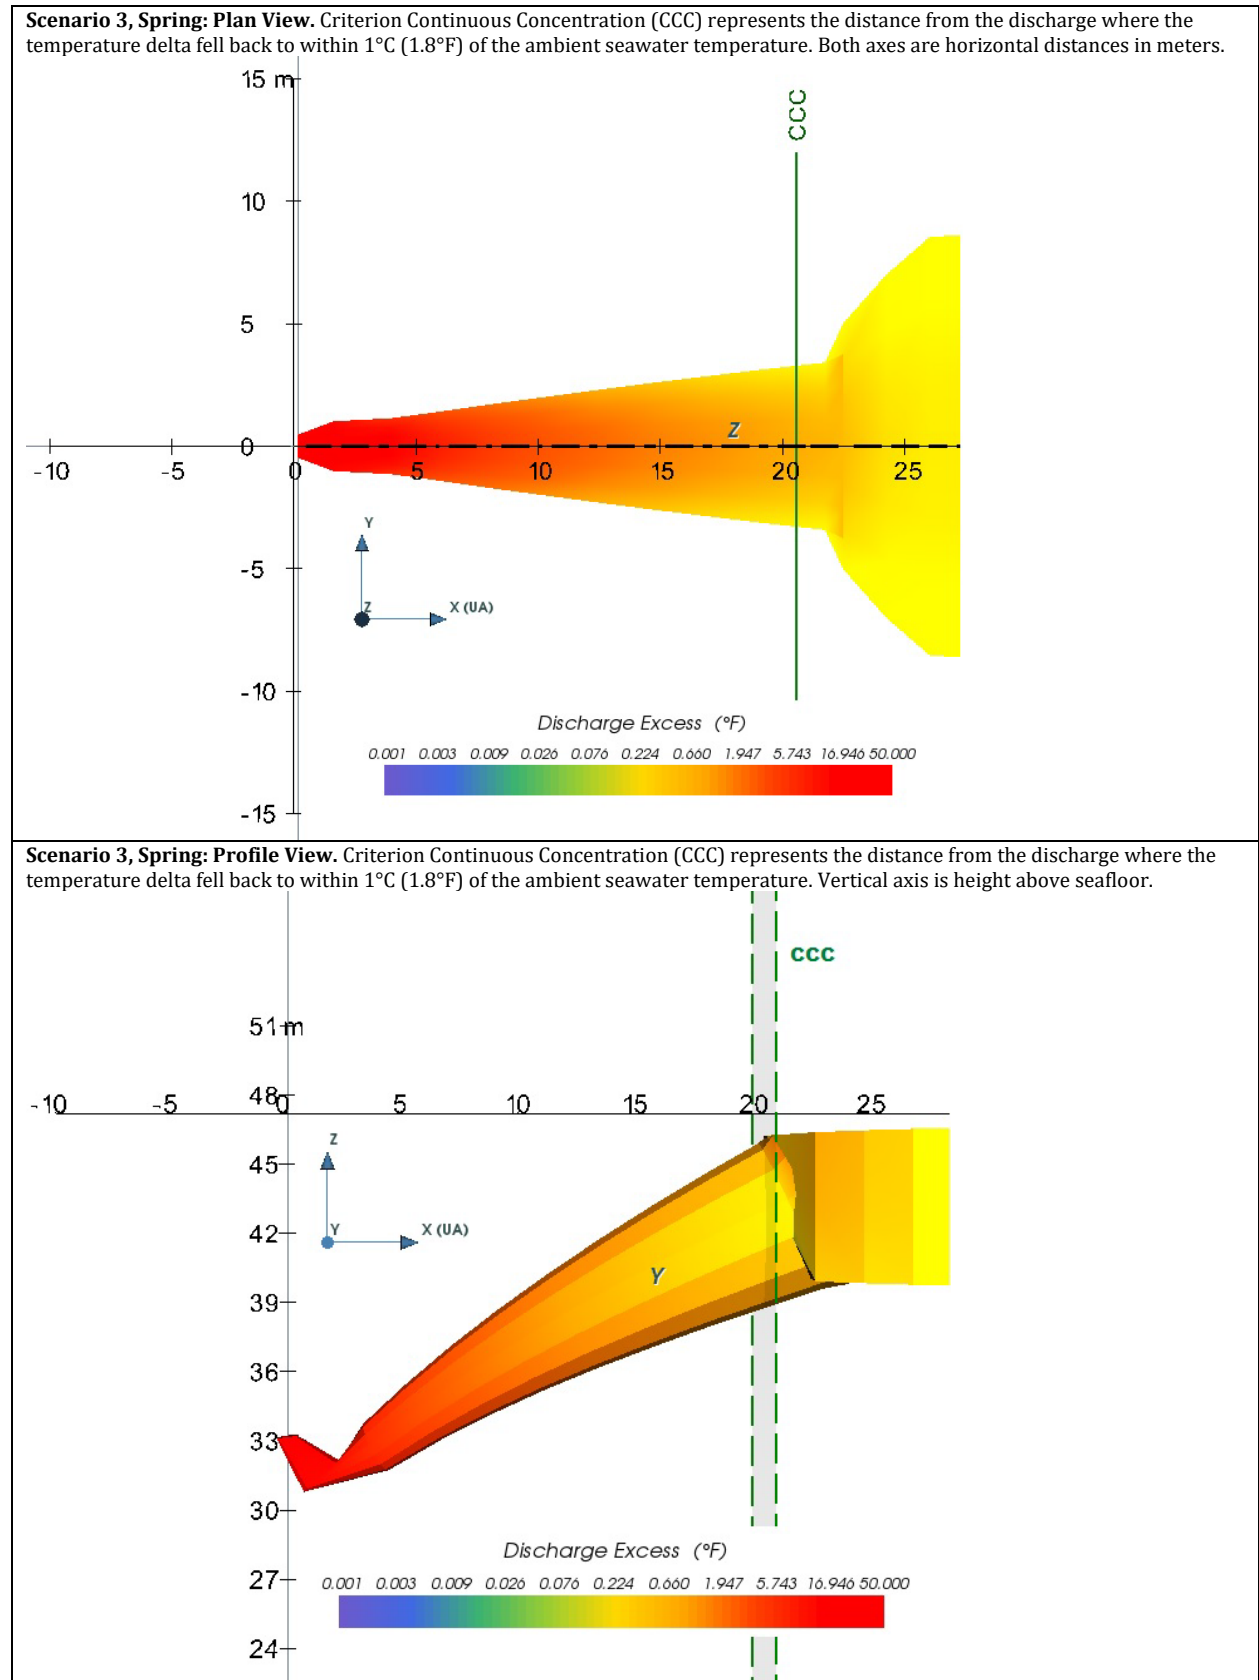 Scenario 3, Spring: Plan View. Criterion Continuous Concentration (CCC) represents the distance from the discharge where the
temperature delta fell back to within 1°C (1.8°F) of the ambient seawater temperature. Both axes are horizontal distances in meters.
15 m
CCC
10
5
Z
0
-10 -5 0 5 10 15 20 25
Y
-5
Z
X (UA)
-10
Discharge Excess (°F)
0.001 0.003 0.009 0.026 0.076 0.224 0.660 1.947 5.743 16.946 50.000
-15
Scenario 3, Spring: Profile View. Criterion Continuous Concentration (CCC) represents the distance from the discharge where the
temperature delta fell back to within 1°C (1.8°F) of the ambient seawater temperature. Vertical axis is height above seafloor.
CCC
51 m
48
-10 -5 0 5 10 15 20 25
Z
45
42
Y
X (UA)
Y
39
36
33
30
Discharge Excess (°F)
27
0.001 0.003 0.009 0.026 0.076 0.224 0.660 1.947 5.743 16.946 50.000
24